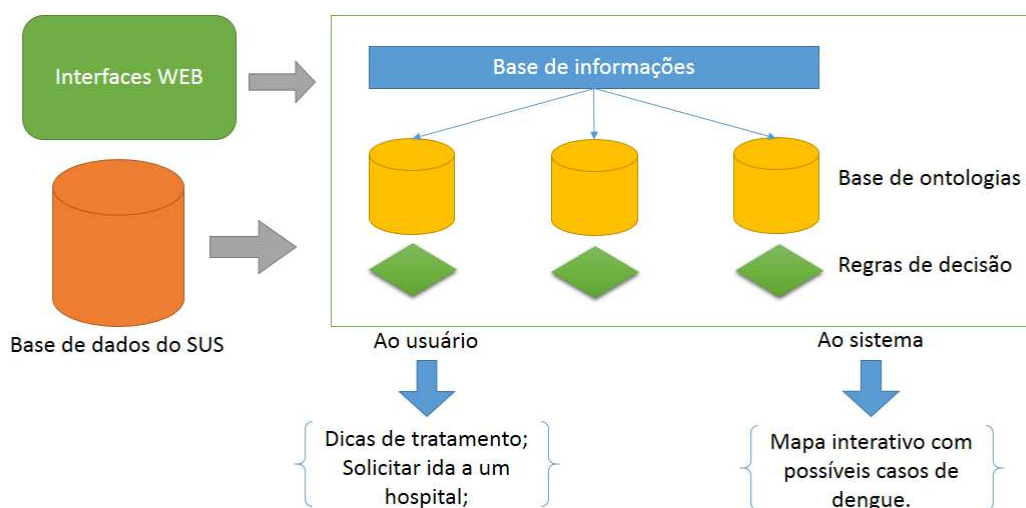 Interfaces WEB
Base de informações
Base de ontologias
Regras de decisão
Base de dados do SUS
Ao usuário
Ao sistema
Dicas de tratamento;
Solicitar ida a um
hospital;
Mapa interativo com
possíveis casos de
dengue.